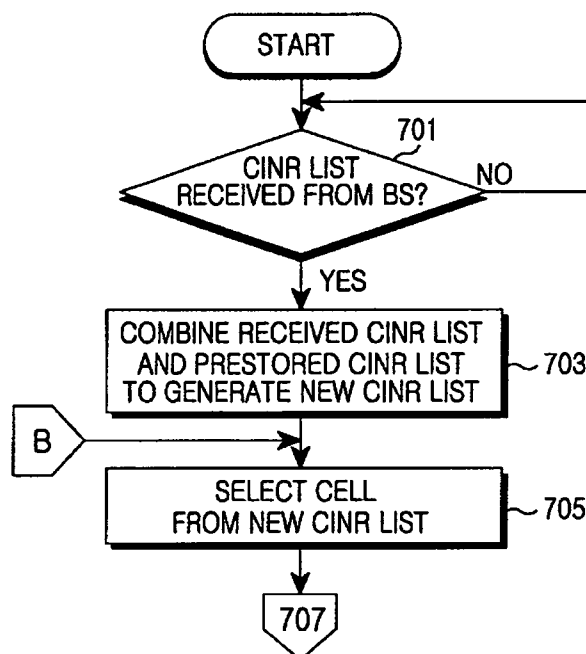 START
701
CINR LIST
RECEIVED FROM BS?
NO
YES
COMBINE RECEIVED CINR LIST
AND PRESTORED CINR LIST
TO GENERATE NEW CINR LIST
703
B
SELECT CELL
FROM NEW CINR LIST
705
707